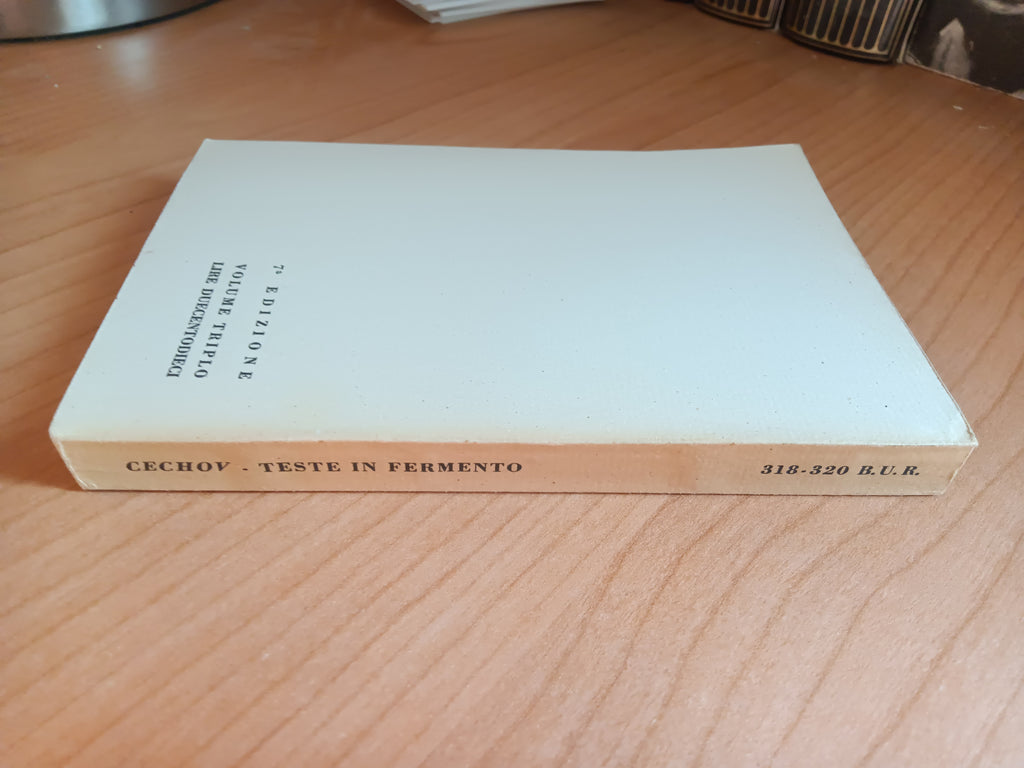 7ª EDIZIONE
VOLUME TRIPLO
LIRE DUECENTODIECI
CECHOV - TESTE IN FERMENTO
318-320 B.U.R.